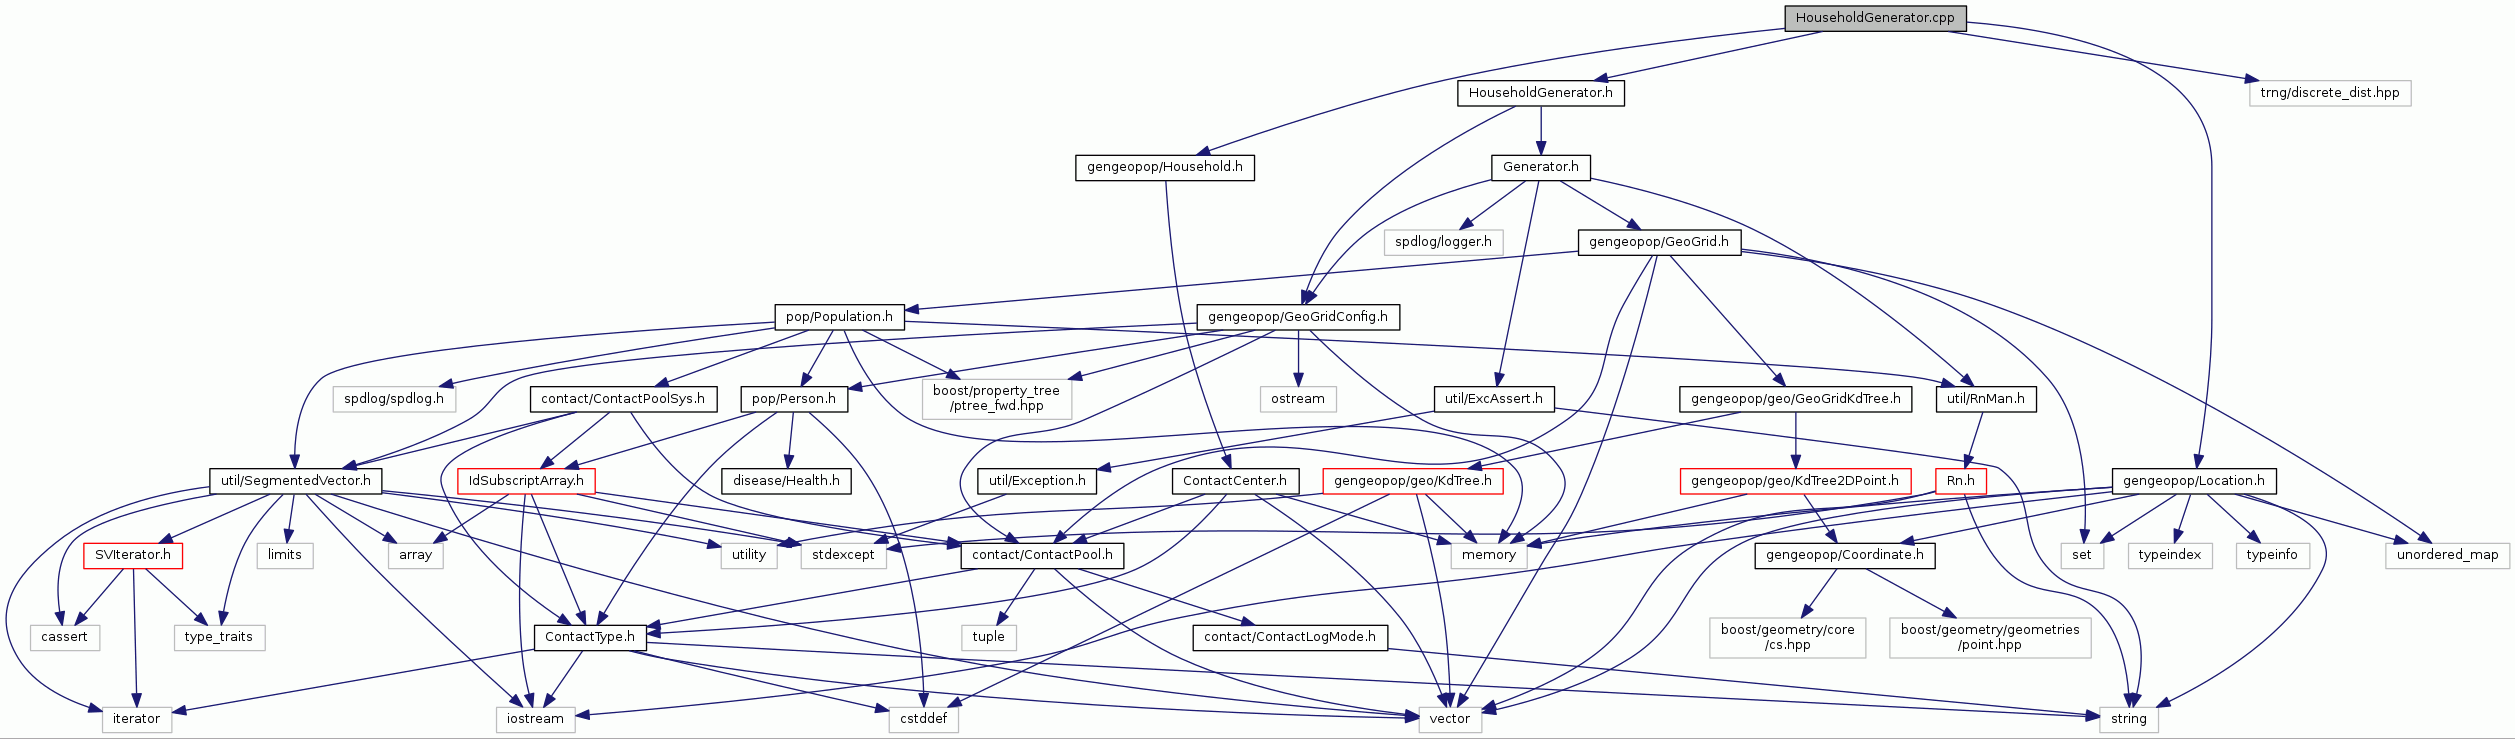 HouseholdGenerator.cpp
HouseholdGenerator.h
trng/discrete_dist.hpp
gengeopop/Household.h
Generator.h
spdlog/logger.h
gengeopop/GeoGrid.h
pop/Population.h
gengeopop/GeoGridConfig.h
spdlog/spdlog.h
contact/ContactPoolSys.h
pop/Person.h
boost/property_tree
/ptree_fwd.hpp
ostream
util/ExcAssert.h
gengeopop/geo/GeoGridKdTree.h
util/RnMan.h
util/SegmentedVector.h
IdSubscriptArray.h
disease/Health.h
util/Exception.h
ContactCenter.h
gengeopop/geo/KdTree.h
gengeopop/geo/KdTree2DPoint.h
Rn.h
gengeopop/Location.h
SVIterator.h
limits
array
utility
stdexcept
contact/ContactPool.h
memory
gengeopop/Coordinate.h
set
typeindex
typeinfo
unordered_map
cassert
type_traits
ContactType.h
tuple
contact/ContactLogMode.h
boost/geometry/core
/cs.hpp
boost/geometry/geometries
/point.hpp
iterator
iostream
cstddef
vector
string